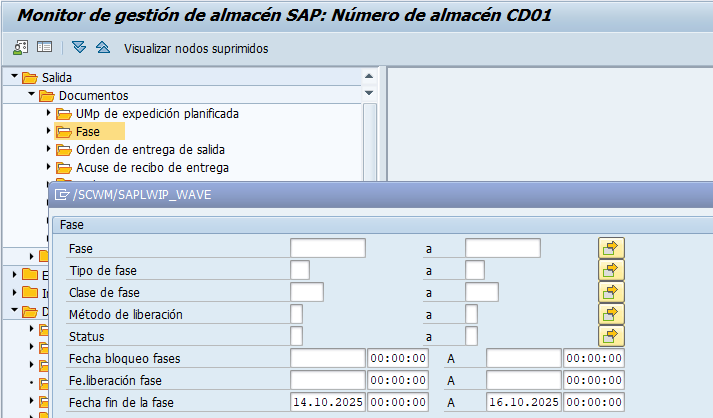 Monitor de gestión de almacén SAP: Número de almacén CD01
Visualizar nodos suprimidos
Salida
Documentos
UMp de expedición planificada
Fase
Orden de entrega de salida
Acuse de recibo de entrega
/SCWM/SAPLWIP_WAVE
Fase
Fase a
Tipo de fase a
Clase de fase a
Método de liberación a
Status a
Fecha bloqueo fases 00:00:00 A 00:00:00
Fe.liberación fase 00:00:00 A 00:00:00
Fecha fin de la fase 14.10.2025 00:00:00 A 16.10.2025 00:00:00